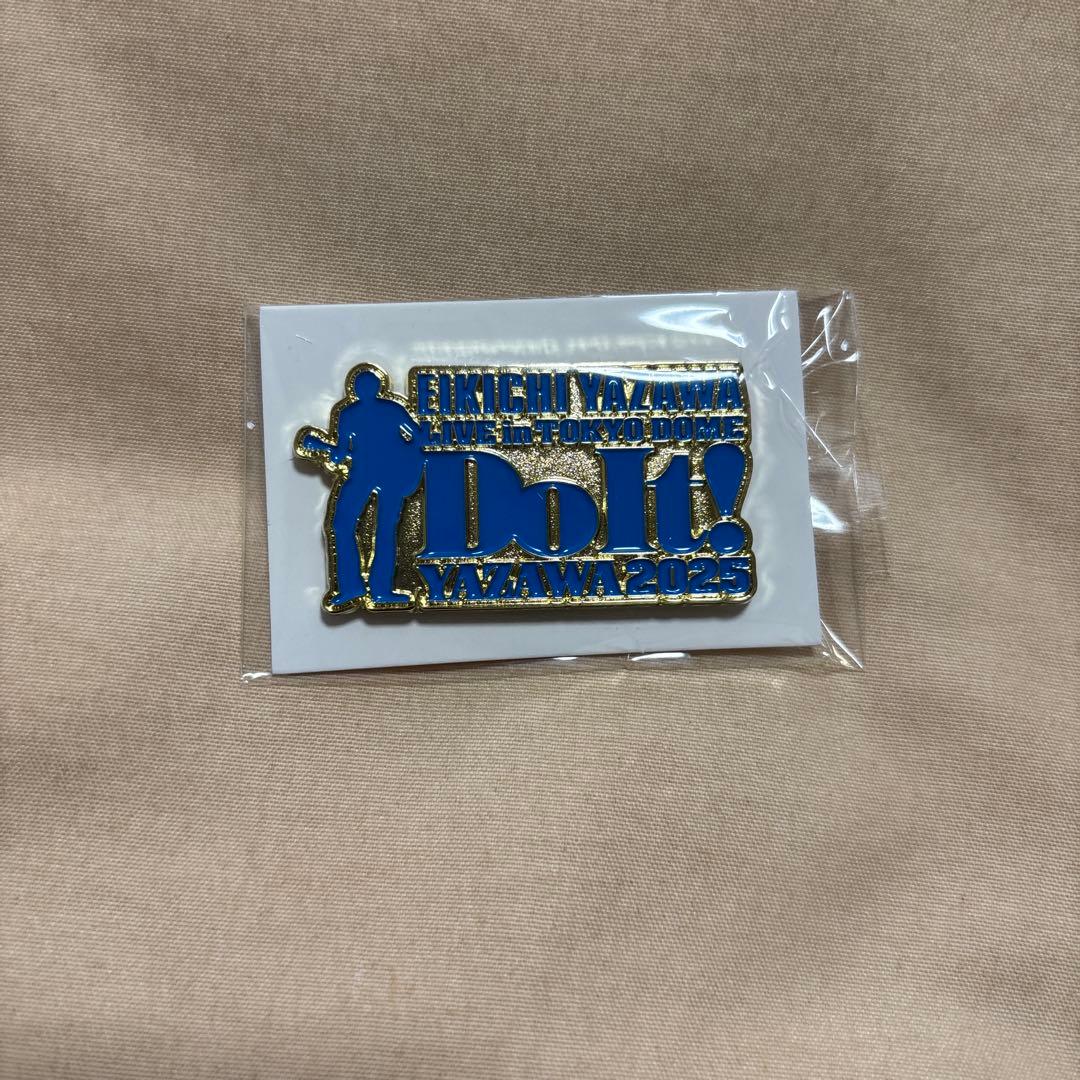 EIKICHI YAZAWA
LIVE in TOKYO DOME
Do It!
YAZAWA 2025